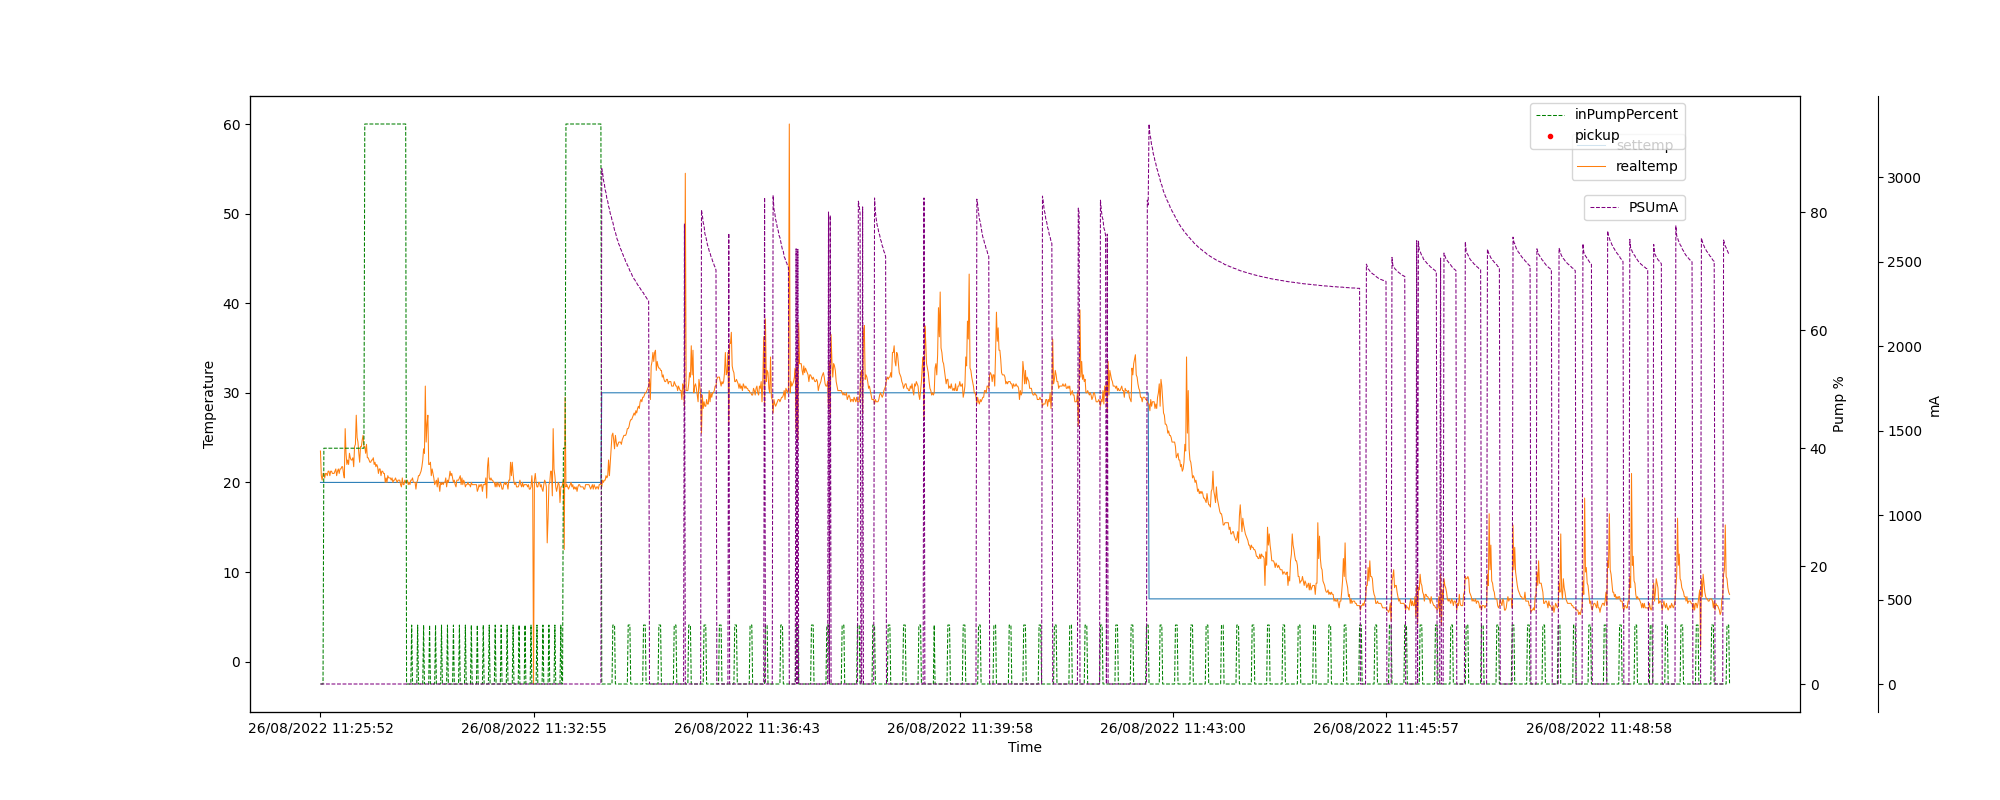 inPumpPercent
pickup
settemp
realtemp
PSUmA
Temperature
60
50
40
30
20
10
0
80
60
40
20
0
Pump %
3000
2500
2000
1500
1000
500
0
mA
26/08/2022 11:25:52
26/08/2022 11:32:55
26/08/2022 11:36:43
26/08/2022 11:39:58
26/08/2022 11:43:00
26/08/2022 11:45:57
26/08/2022 11:48:58
Time